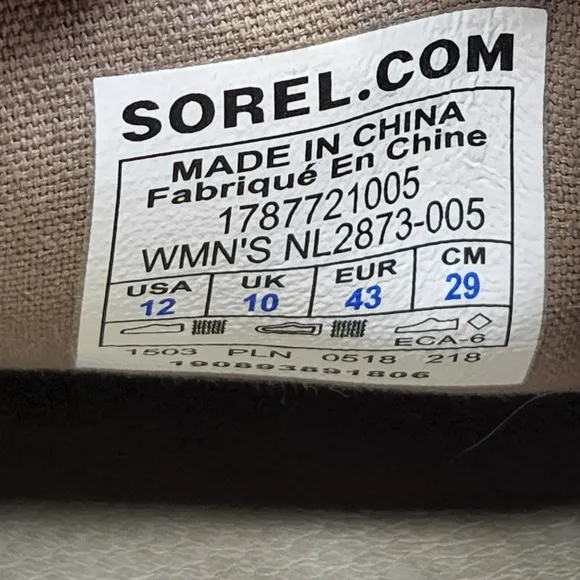 SOREL.COM
MADE IN CHINA
Fabriqué En Chine
1787721005
WMN'S NL2873-005
USA UK EUR CM
12 10 43 29
ECA-6
1503 PLN 0518 218
190893891806